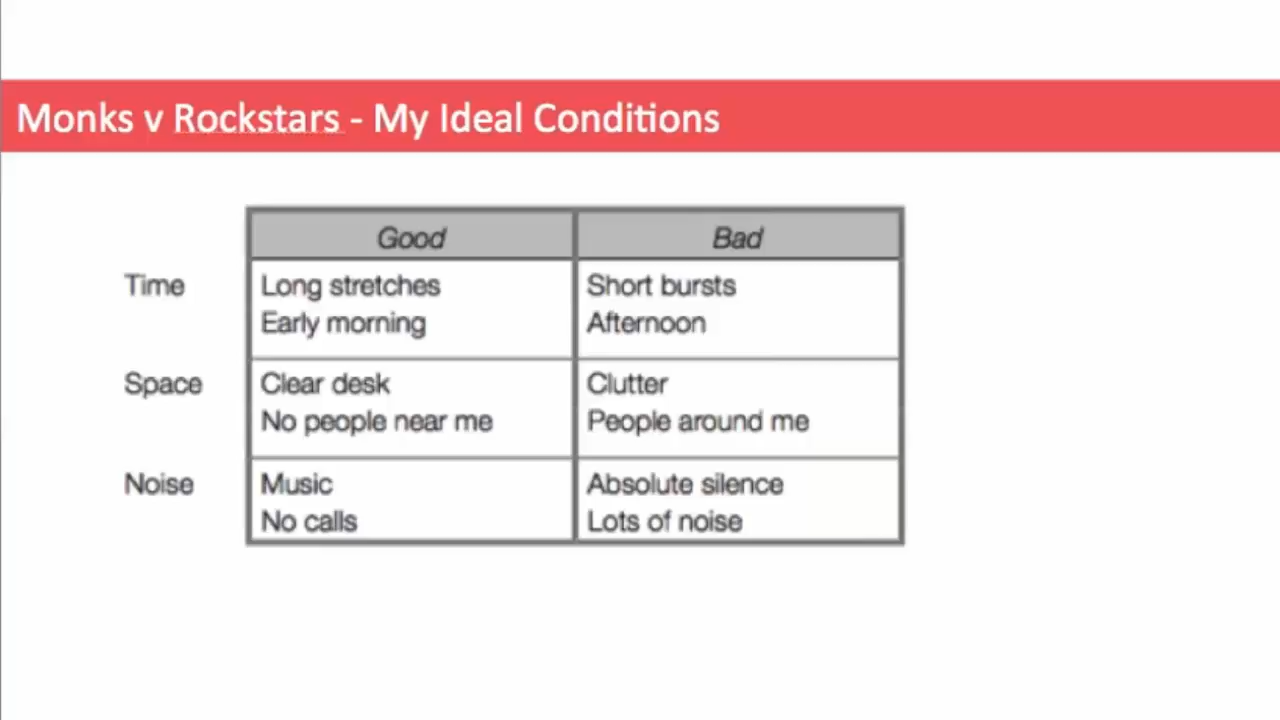 Monks v Rockstars - My Ideal Conditions
Good Bad
Time Long stretches Short bursts
Early morning Afternoon
Space Clear desk Clutter
No people near me People around me
Noise Music Absolute silence
No calls Lots of noise